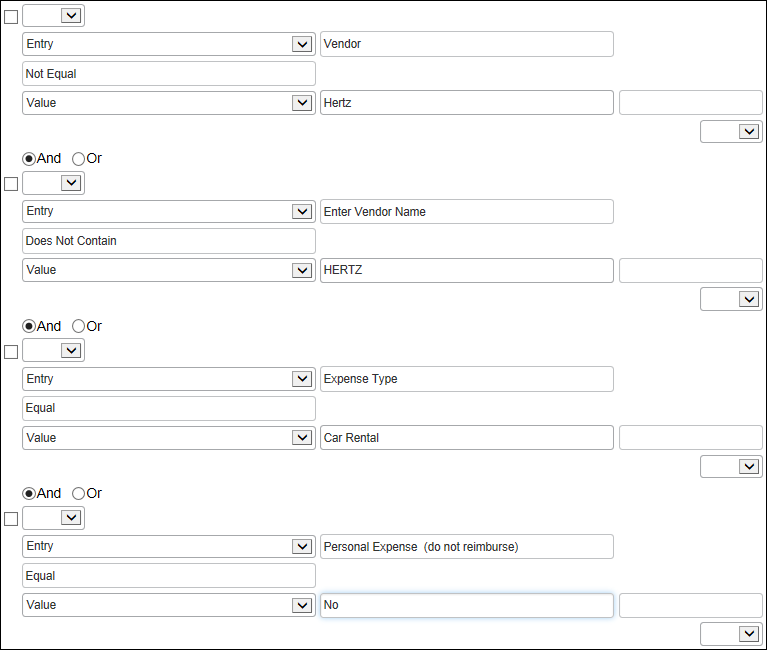 Entry Vendor
Not Equal
Value Hertz
And Or
Entry Enter Vendor Name
Does Not Contain
Value HERTZ
And Or
Entry Expense Type
Equal
Value Car Rental
And Or
Entry Personal Expense  (do not reimburse)
Equal
Value No